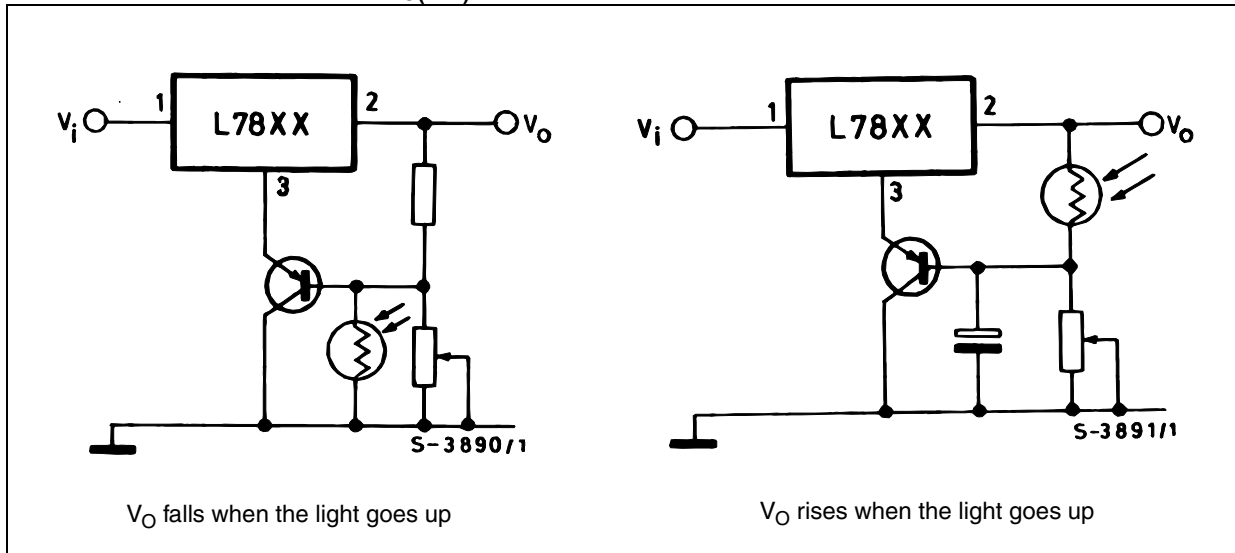 1
L78XX
2
Vi
VO
3
S-3890/1
VO falls when the light goes up
1
L78XX
2
Vi
VO
3
S-3891/1
VO rises when the light goes up